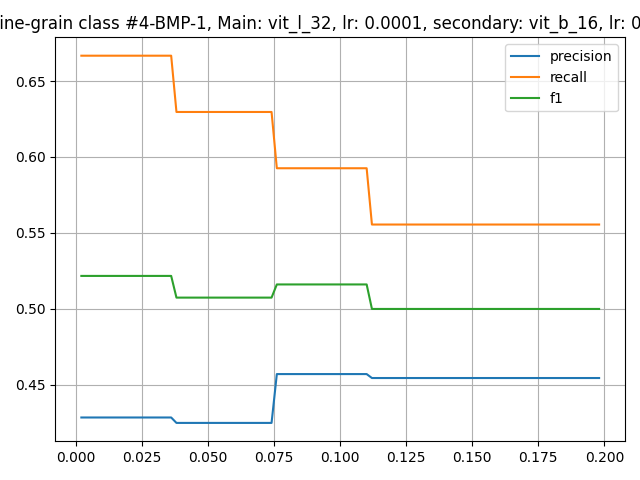 ine-grain class #4-BMP-1, Main: vit_l_32, lr: 0.0001, secondary: vit_b_16, lr: 0
precision
recall
f1
0.65
0.60
0.55
0.50
0.45
0.000 0.025 0.050 0.075 0.100 0.125 0.150 0.175 0.200